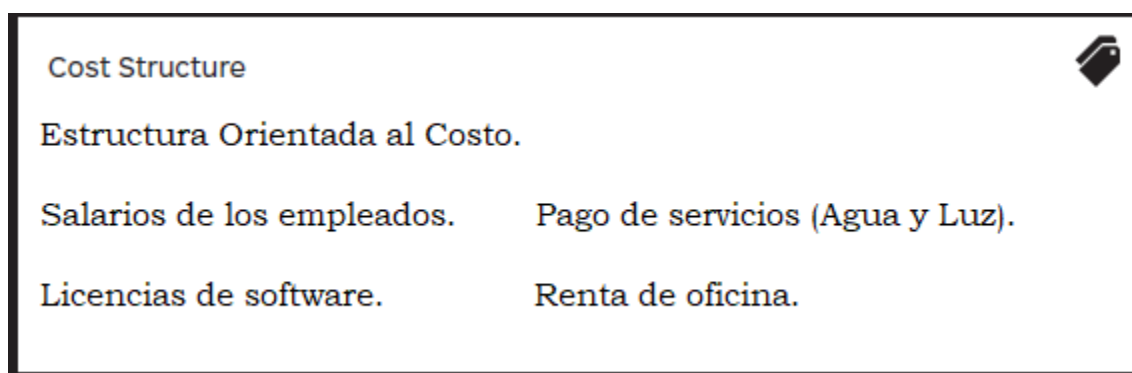 Cost Structure
Estructura Orientada al Costo.
Salarios de los empleados. Pago de servicios (Agua y Luz).
Licencias de software. Renta de oficina.